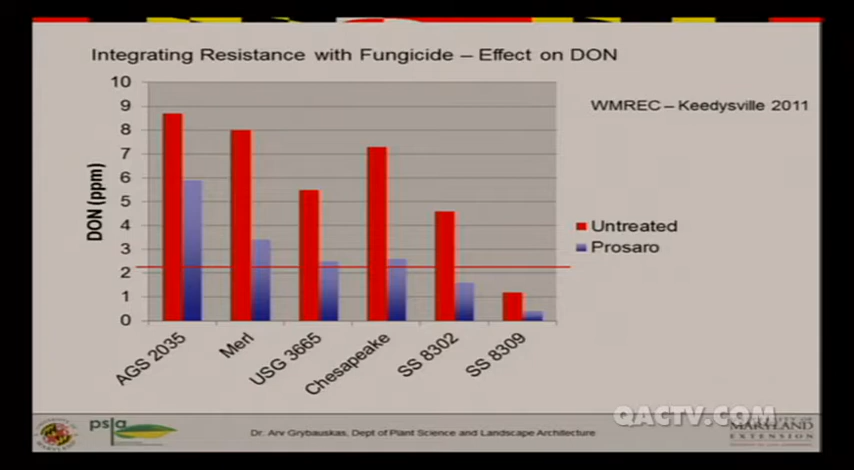 Integrating Resistance with Fungicide – Effect on DON
WMREC – Keedysville 2011
DON (ppm)
10
9
8
7
6
5
4
3
2
1
0
AGS 2035
Merl
USG 3665
Chesapeake
SS 8302
SS 8309
Untreated
Prosaro
psla
Dr. Arv Grybauskas, Dept of Plant Science and Landscape Architecture
QACTV.COM
MARYLAND
EXTENSION